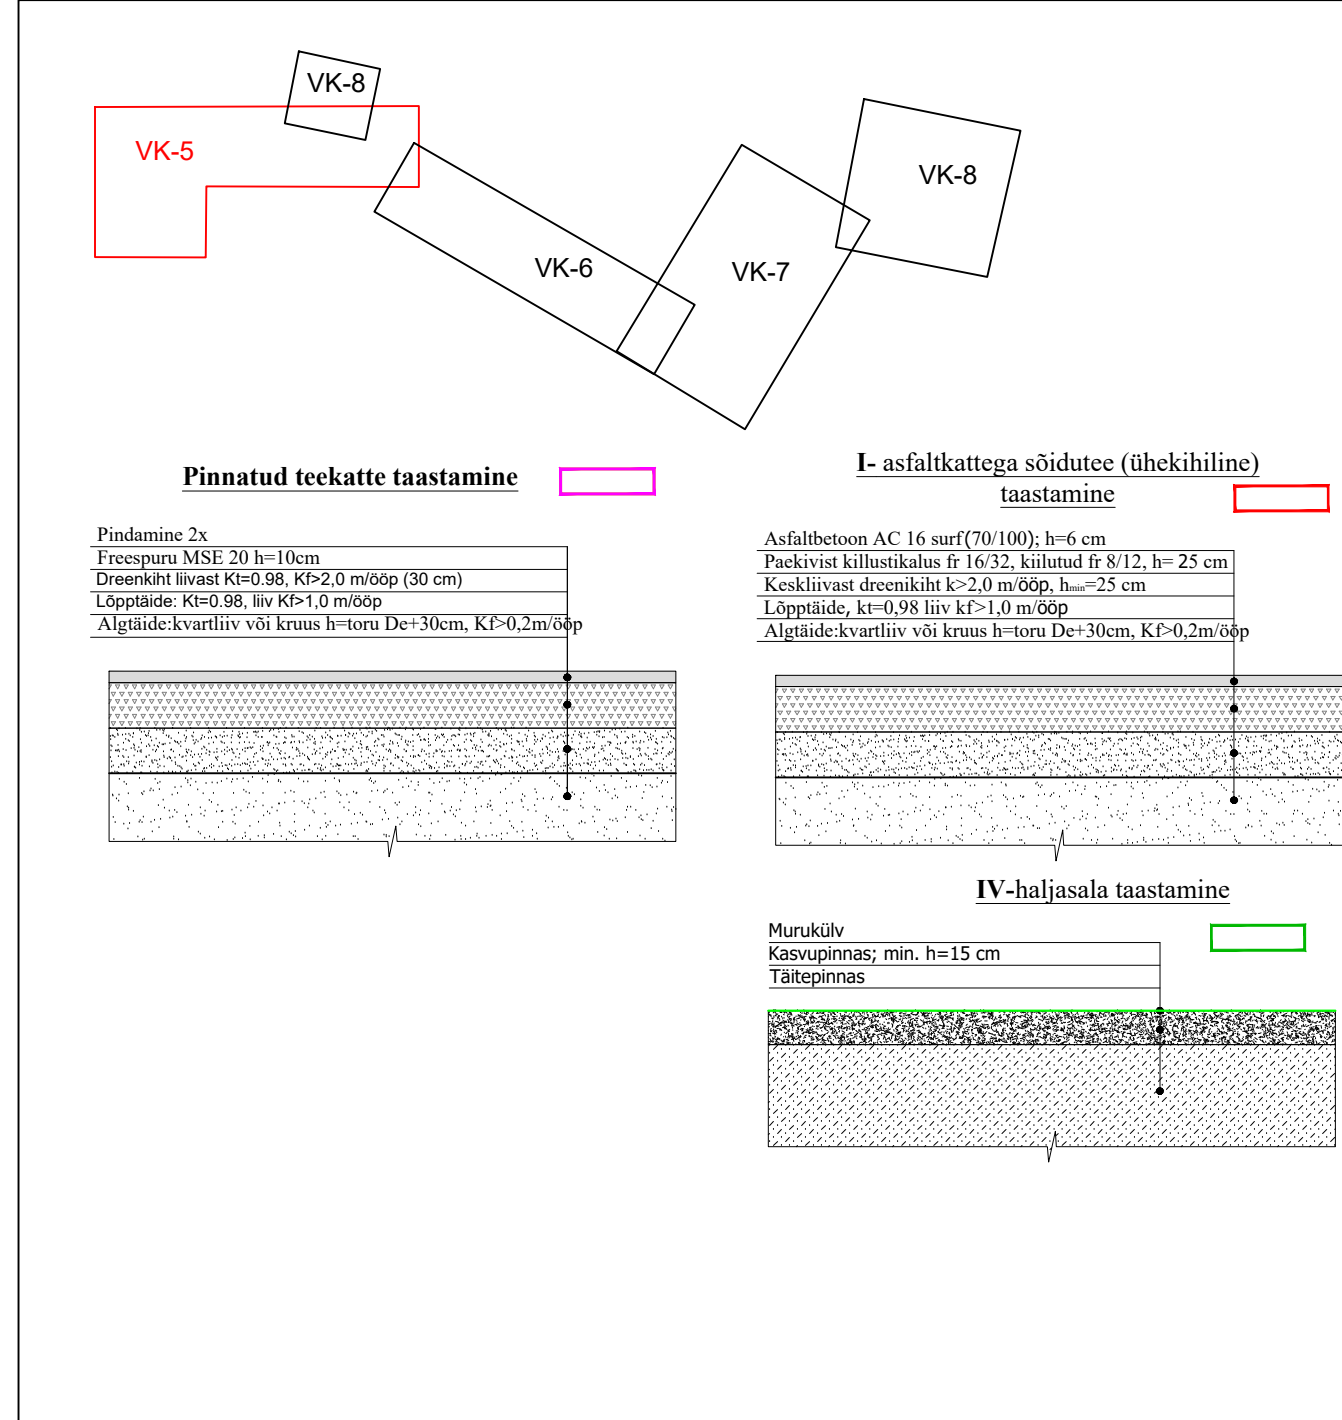 VK-8
VK-5
VK-6
VK-7
VK-8
Pinnatud teekatte taastamine
Pindamine 2x
Freespuru MSE 20 h=10cm
Dreenkiht liivast Kt=0.98, Kf>2,0 m/ööp (30 cm)
Lõpptäide: Kt=0.98, liiv Kf>1,0 m/ööp
Algtäide:kvartliiv või kruus h=toru De+30cm, Kf>0,2m/ööp
I- asfaltkattega sõidutee (ühekihiline)
taastamine
Asfaltbetoon AC 16 surf(70/100); h=6 cm
Paekivist killustikalus fr 16/32, kiilutud fr 8/12, h= 25 cm
Keskliivast dreenikiht k>2,0 m/ööp, hmin=25 cm
Lõpptäide, kt=0,98 liiv kf>1,0 m/ööp
Algtäide:kvartliiv või kruus h=toru De+30cm, Kf>0,2m/ööp
IV-haljasala taastamine
Murukülv
Kasvupinnas; min. h=15 cm
Täitepinnas